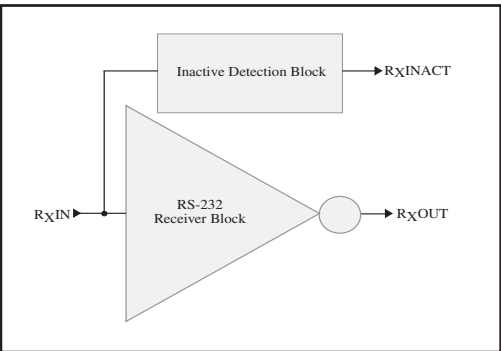 Inactive Detection Block
RXINACT
RXIN
RS-232
Receiver Block
RXOUT